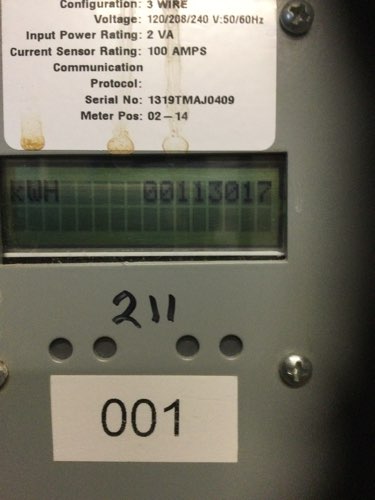 Configuration: 3 WIRE
Voltage: 120/208/240 V:50/60Hz
Input Power Rating: 2 VA
Current Sensor Rating: 100 AMPS
Communication
Protocol:
Serial No: 1319TMAJ0409
Meter Pos: 02-14
kWH 00113017
211
001